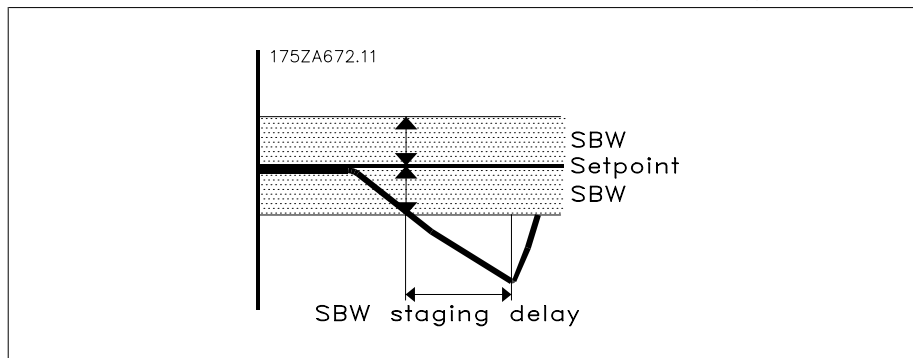 175ZA672.11
SBW
Setpoint
SBW
SBW staging delay